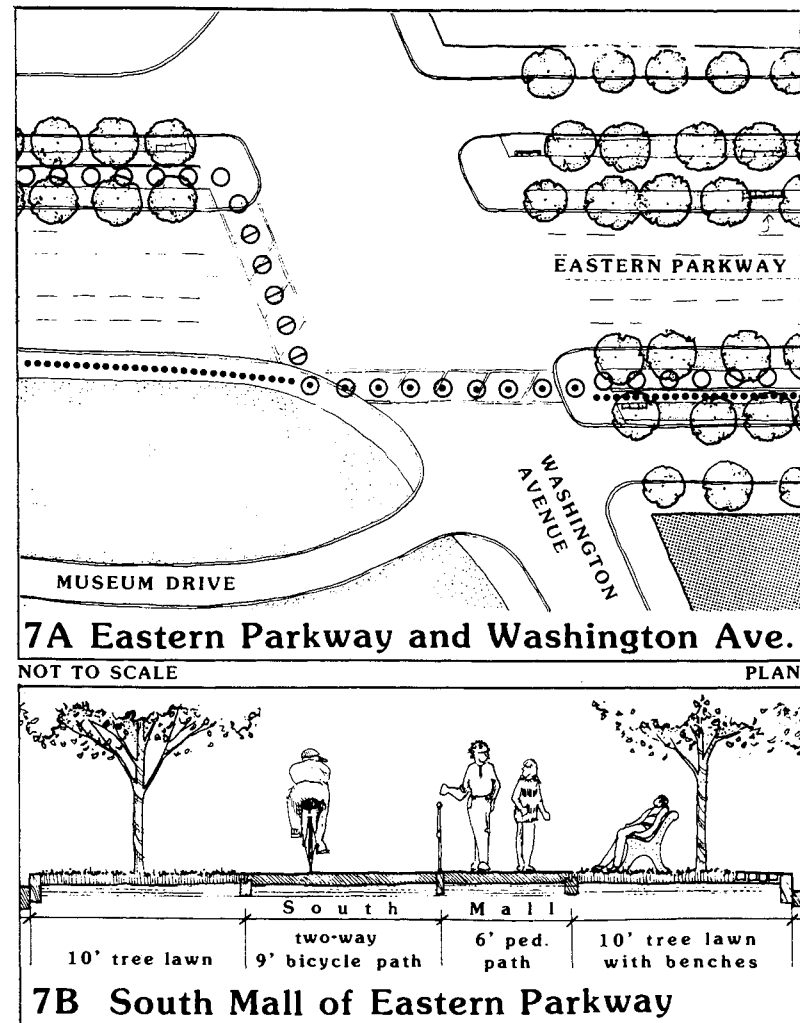 EASTERN PARKWAY
WASHINGTON
AVENUE
MUSEUM DRIVE
7A Eastern Parkway and Washington Ave.
NOT TO SCALE
PLAN
South Mall
10' tree lawn
two-way
9' bicycle path
6' ped.
path
10' tree lawn
with benches
7B South Mall of Eastern Parkway